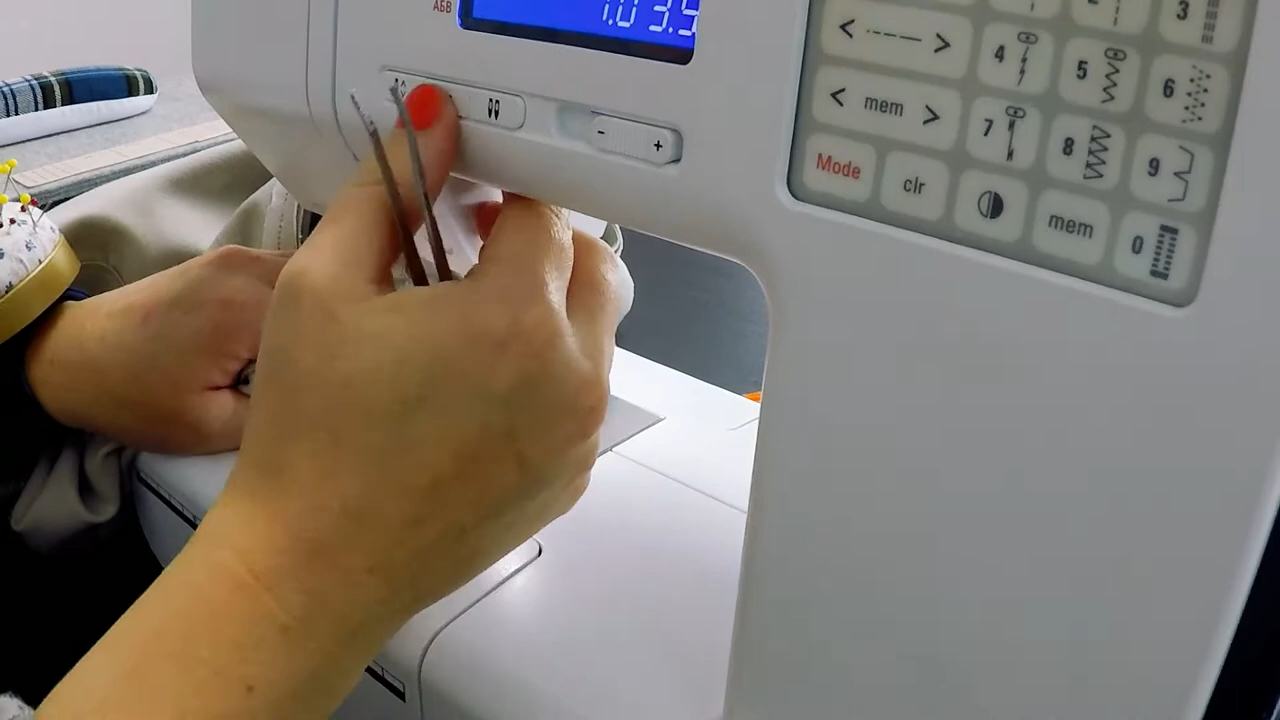 АБВ
1.0 3.5
- +
3
< >
4
5
6
< mem >
7
8
9
Mode
clr
mem
0